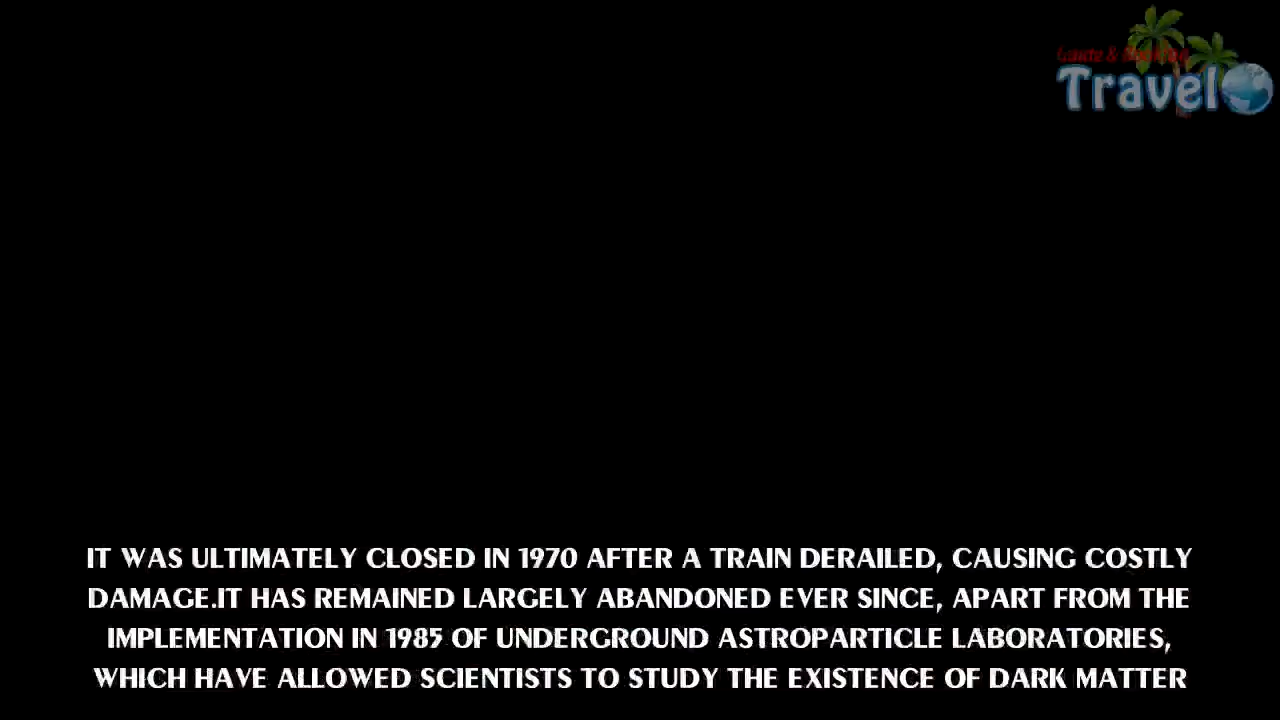 Travel
IT WAS ULTIMATELY CLOSED IN 1970 AFTER A TRAIN DERAILED, CAUSING COSTLY
DAMAGE.IT HAS REMAINED LARGELY ABANDONED EVER SINCE, APART FROM THE
IMPLEMENTATION IN 1985 OF UNDERGROUND ASTROPARTICLE LABORATORIES,
WHICH HAVE ALLOWED SCIENTISTS TO STUDY THE EXISTENCE OF DARK MATTER